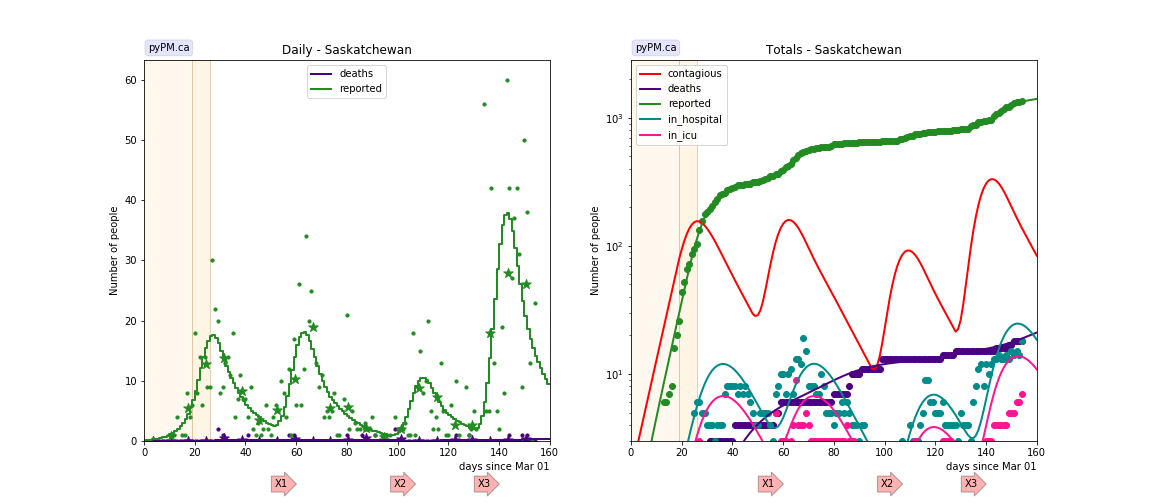 pyPM.ca
Daily - Saskatchewan
deaths
reported
Number of people
60
50
40
30
20
10
0
0 20 40 60 80 100 120 140 160
days since Mar 01
X1 X2 X3
pyPM.ca
Totals - Saskatchewan
contagious
deaths
reported
in_hospital
in_icu
Number of people
10³
10²
10¹
0 20 40 60 80 100 120 140 160
days since Mar 01
X1 X2 X3